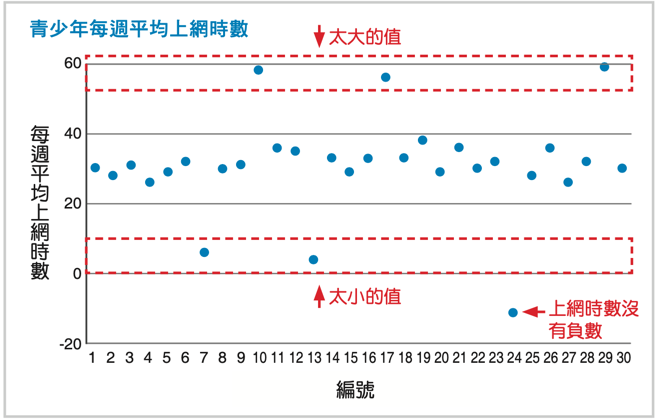 青少年每週平均上網時數
太大的值
60
40
20
0
-20
每週平均上網時數
太小的值
上網時數沒
有負數
1 2 3 4 5 6 7 8 9 10 11 12 13 14 15 16 17 18 19 20 21 22 23 24 25 26 27 28 29 30
編號